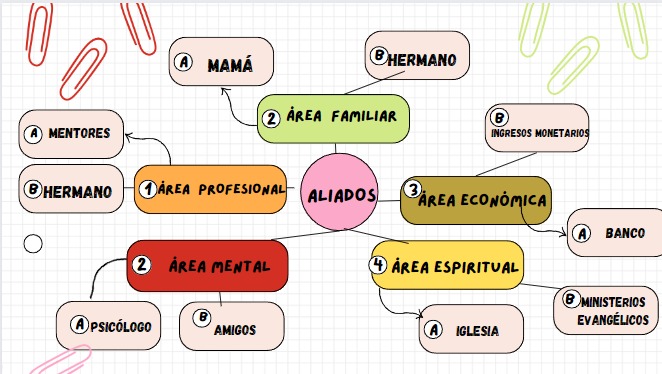 A MAMÁ
B HERMANO
2 ÁREA FAMILIAR
A MENTORES
B HERMANO
1 ÁREA PROFESIONAL
ALIADOS
B
INGRESOS MONETARIOS
3
ÁREA ECONÓMICA
A BANCO
2 ÁREA MENTAL
A PSICÓLOGO
B
AMIGOS
4 ÁREA ESPIRITUAL
A IGLESIA
B MINISTERIOS
EVANGÉLICOS